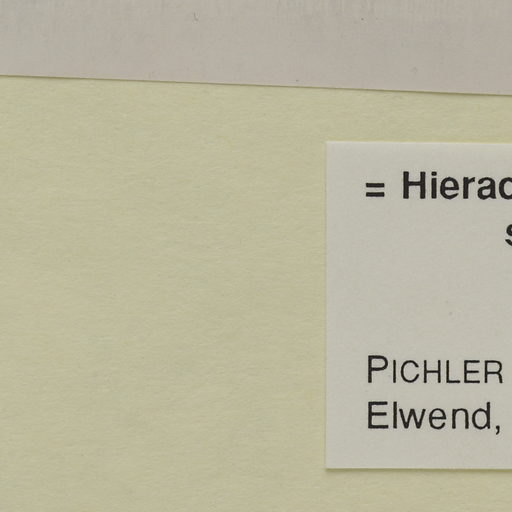 = Hierac
s
PICHLER
Elwend,